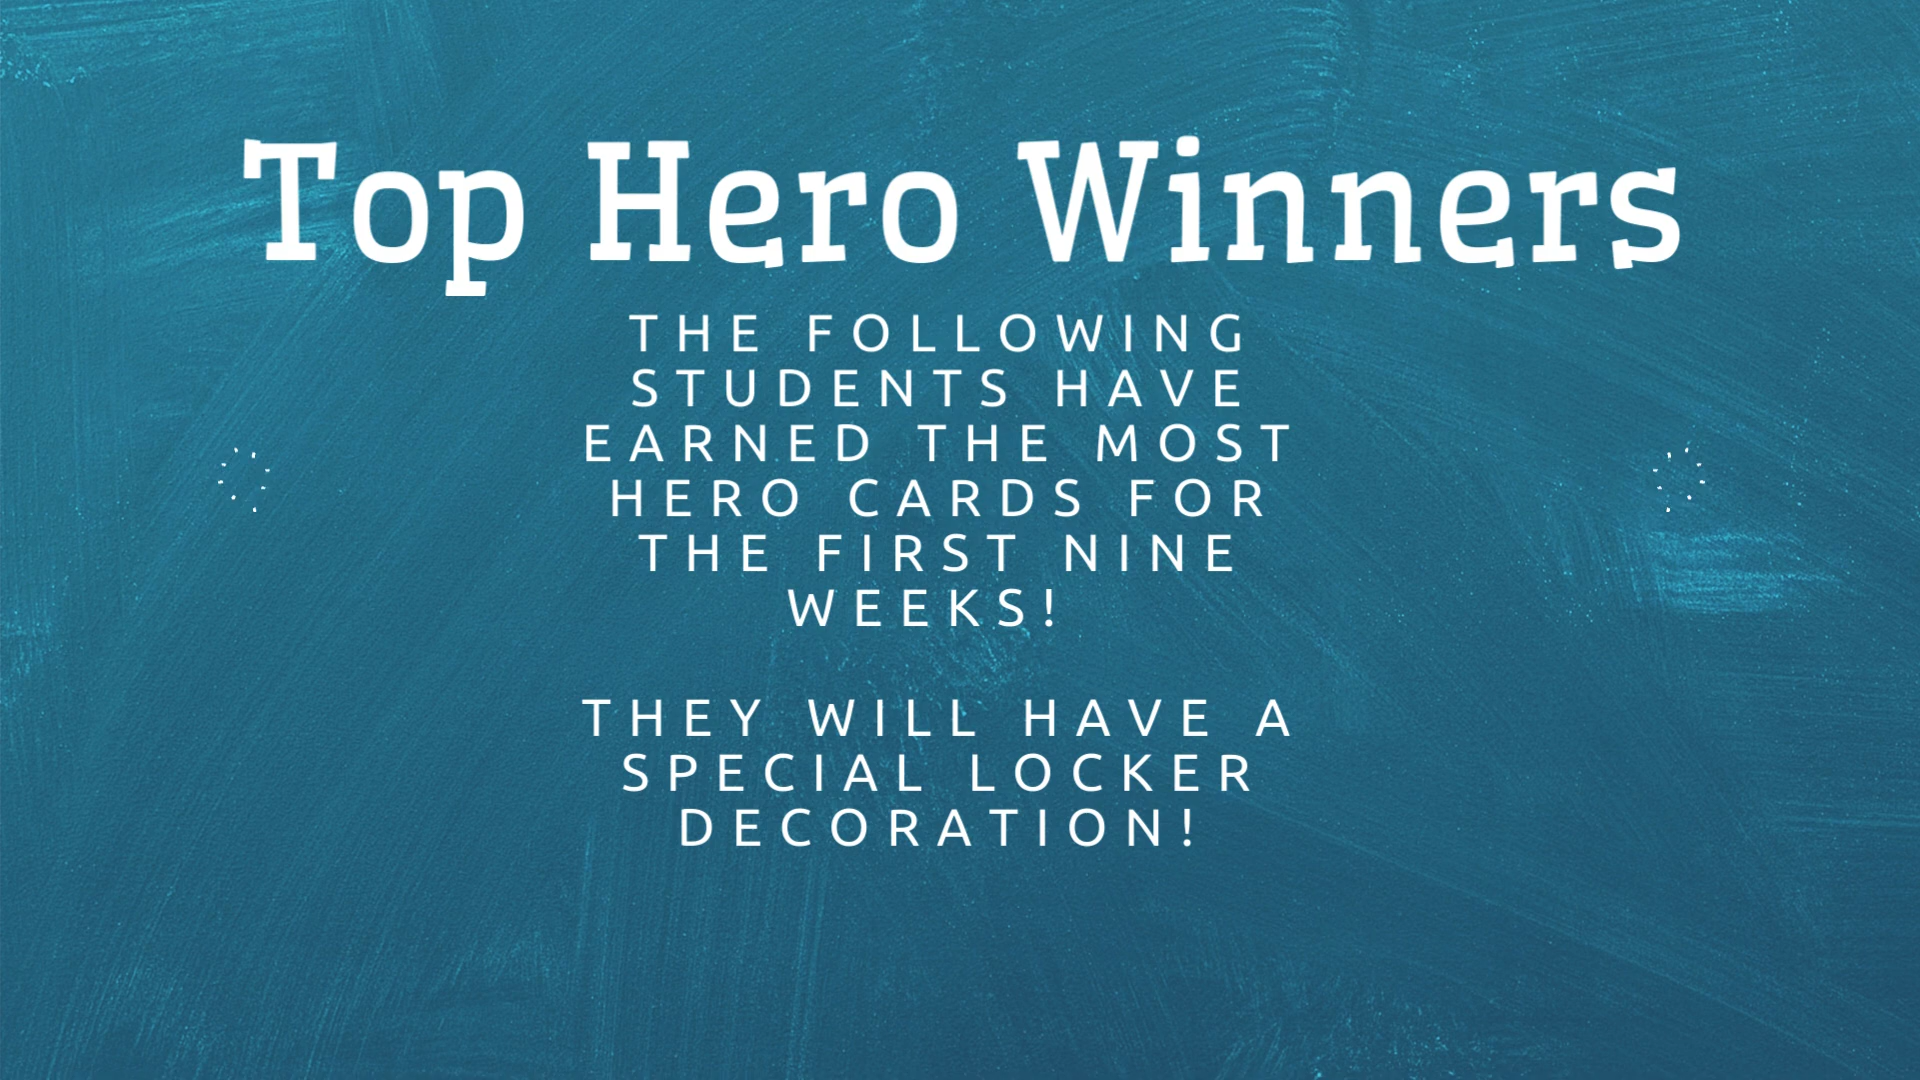 Top Hero Winners
THE FOLLOWING
STUDENTS HAVE
EARNED THE MOST
HERO CARDS FOR
THE FIRST NINE
WEEKS!
THEY WILL HAVE A
SPECIAL LOCKER
DECORATION!